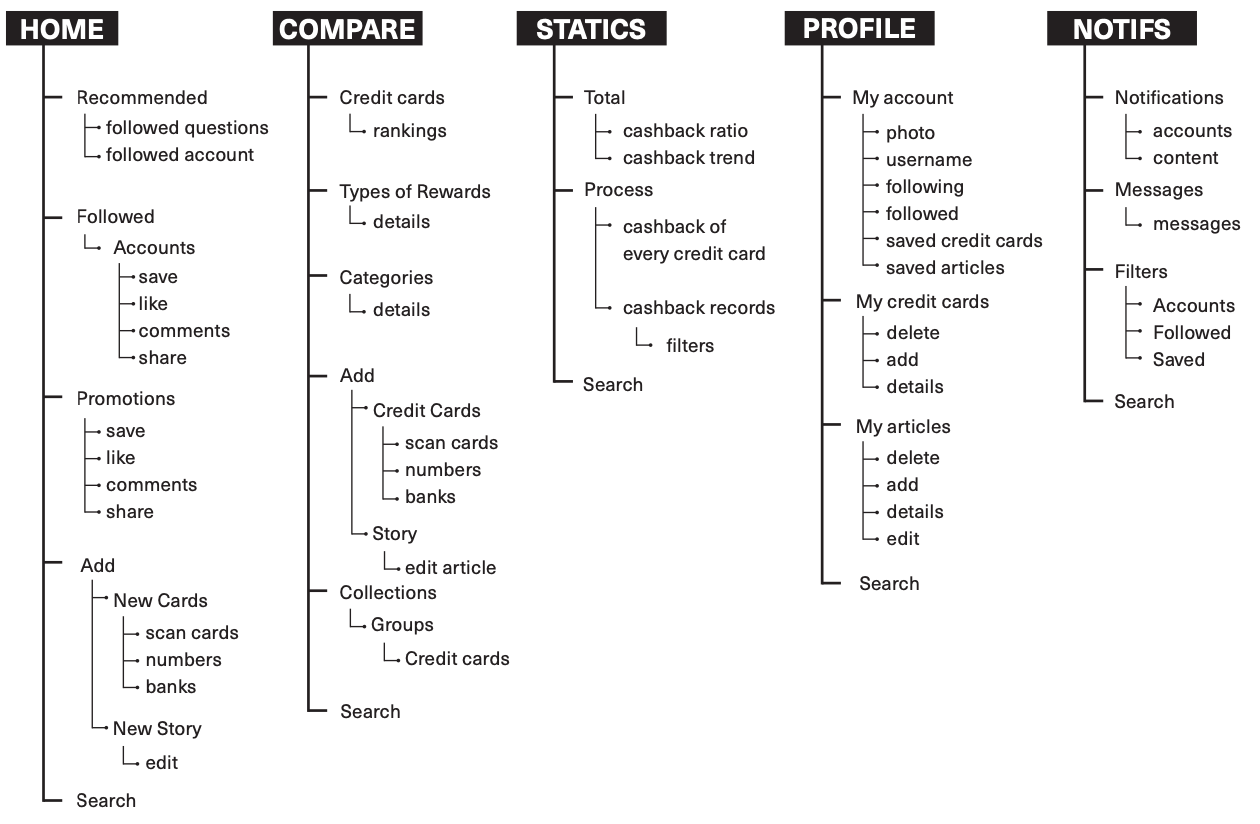 HOME
Recommended
followed questions
followed account
Followed
Accounts
save
like
comments
share
Promotions
save
like
comments
share
Add
New Cards
scan cards
numbers
banks
New Story
edit
Search
COMPARE
Credit cards
rankings
Types of Rewards
details
Categories
details
Add
Credit Cards
scan cards
numbers
banks
Story
edit article
Collections
Groups
Credit cards
Search
STATICS
Total
cashback ratio
cashback trend
Process
cashback of
every credit card
cashback records
filters
Search
PROFILE
My account
photo
username
following
followed
saved credit cards
saved articles
My credit cards
delete
add
details
My articles
delete
add
details
edit
Search
NOTIFS
Notifications
accounts
content
Messages
messages
Filters
Accounts
Followed
Saved
Search